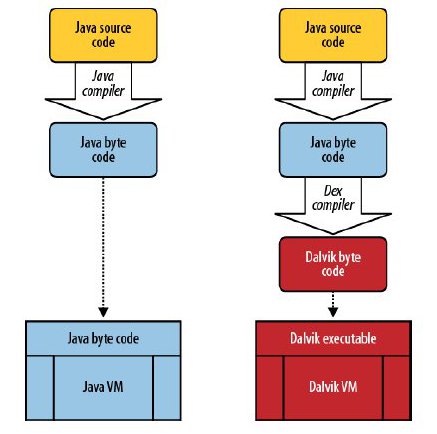 Java source
code
Java
compiler
Java byte
code
Java byte code
Java VM
Java source
code
Java
compiler
Java byte
code
Dex
compiler
Dalvik byte
code
Dalvik executable
Dalvik VM